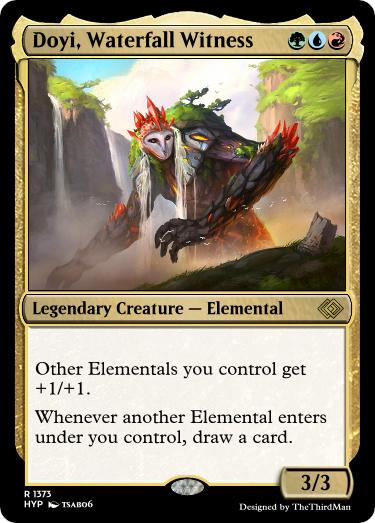 Doyi, Waterfall Witness
Legendary Creature — Elemental
Other Elementals you control get
+1/+1.
Whenever another Elemental enters
under you control, draw a card.
3/3
R 1373
HYP TSABO6
Designed by TheThirdMan